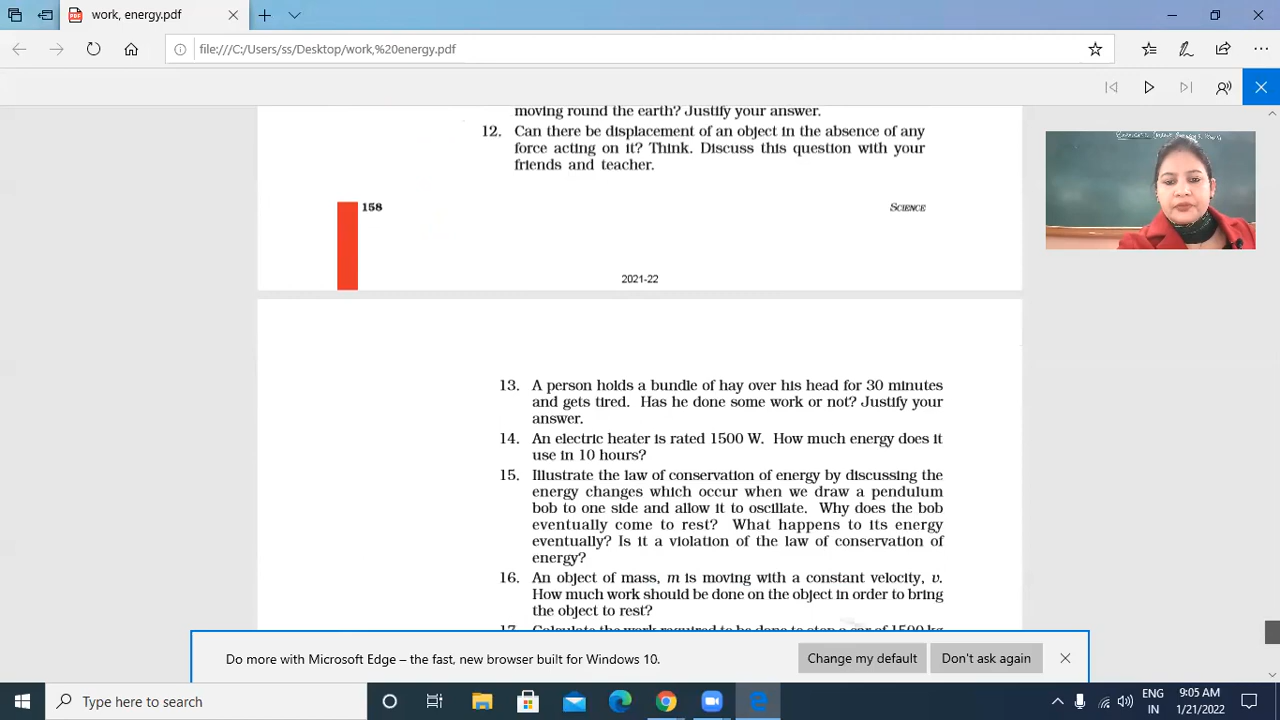 work, energy.pdf
file:///C:/Users/ss/Desktop/work,%20energy.pdf
moving round the earth? Justify your answer.
12. Can there be displacement of an object in the absence of any
force acting on it? Think. Discuss this question with your
friends and teacher.
158
SCIENCE
2021-22
13. A person holds a bundle of hay over his head for 30 minutes
and gets tired. Has he done some work or not? Justify your
answer.
14. An electric heater is rated 1500 W. How much energy does it
use in 10 hours?
15. Illustrate the law of conservation of energy by discussing the
energy changes which occur when we draw a pendulum
bob to one side and allow it to oscillate. Why does the bob
eventually come to rest? What happens to its energy
eventually? Is it a violation of the law of conservation of
energy?
16. An object of mass, m is moving with a constant velocity, v.
How much work should be done on the object in order to bring
the object to rest?
17. Calculate the work required to be done to stop a car of 1500 kg
Do more with Microsoft Edge – the fast, new browser built for Windows 10.
Change my default
Don't ask again
Type here to search
ENG
IN
9:05 AM
1/21/2022